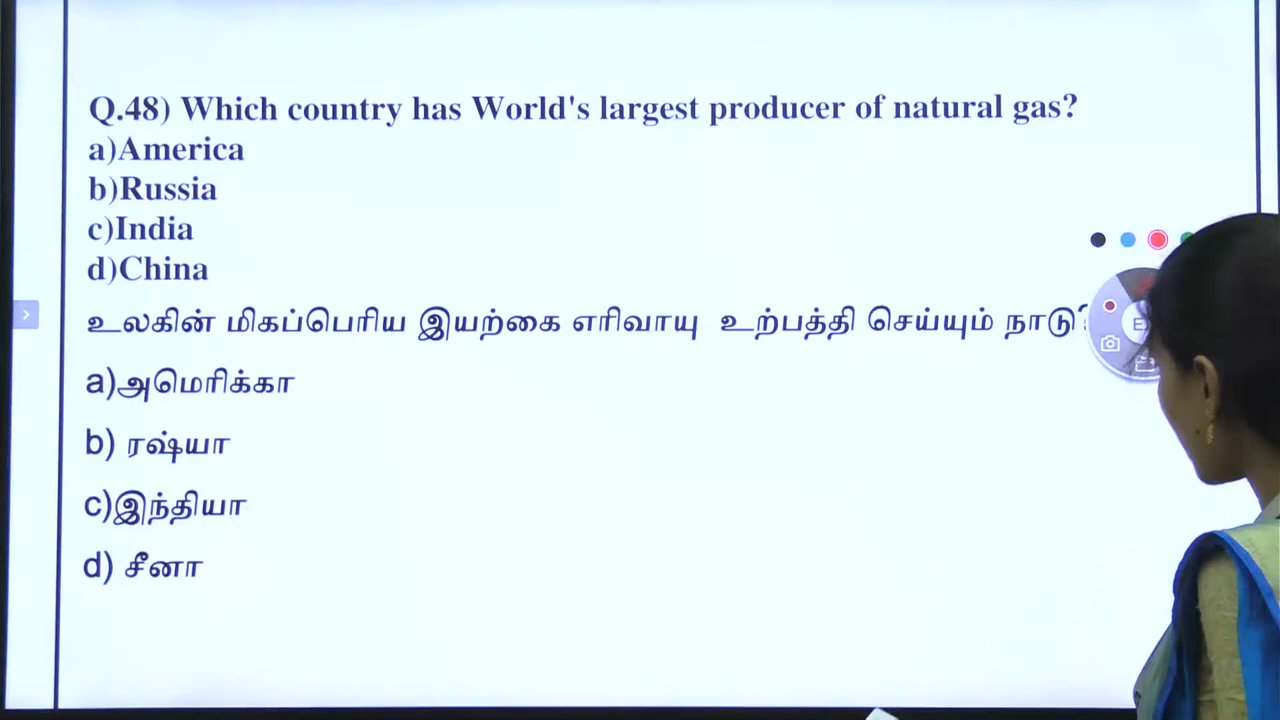 Q.48) Which country has World's largest producer of natural gas?
a)America
b)Russia
c)India
d)China
உலகின் மிகப்பெரிய இயற்கை எரிவாயு உற்பத்தி செய்யும் நாடு?
a)அமெரிக்கா
b) ரஷ்யா
c)இந்தியா
d) சீனா